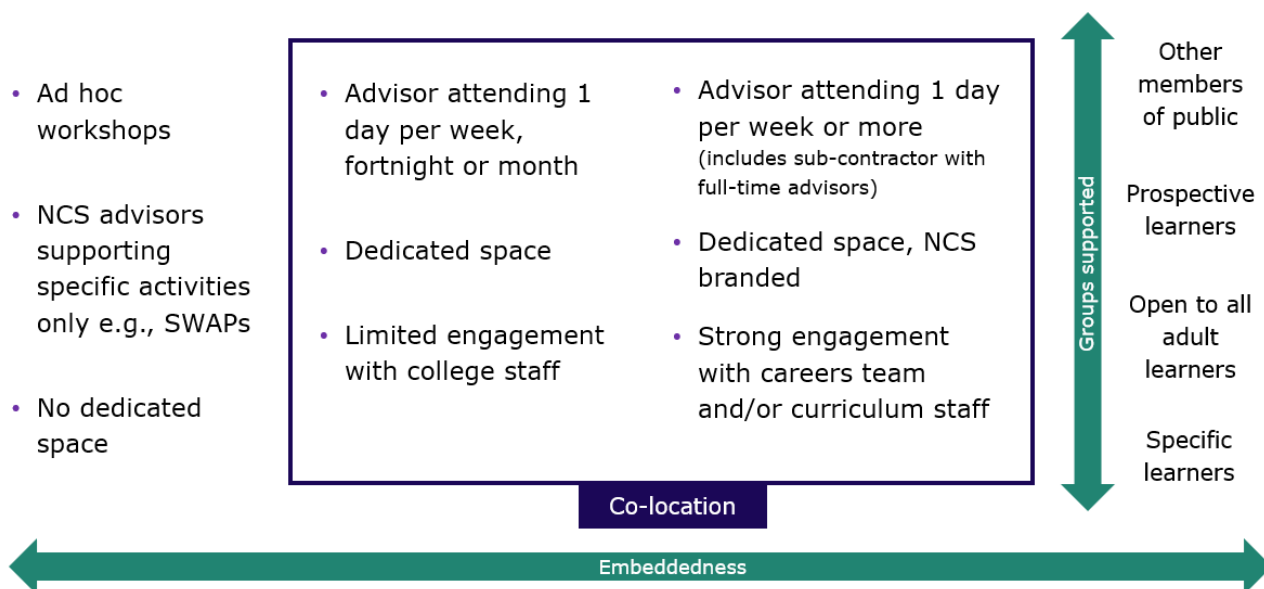 • Ad hoc
workshops
• NCS advisors
supporting
specific activities
only e.g., SWAPs
• No dedicated
space
• Advisor attending 1
day per week,
fortnight or month
• Dedicated space
• Limited engagement
with college staff
• Advisor attending 1 day
per week or more
(includes sub-contractor with
full-time advisors)
• Dedicated space, NCS
branded
• Strong engagement
with careers team
and/or curriculum staff
Co-location
Groups supported
Other
members
of public
Prospective
learners
Open to all
adult
learners
Specific
learners
Embeddedness